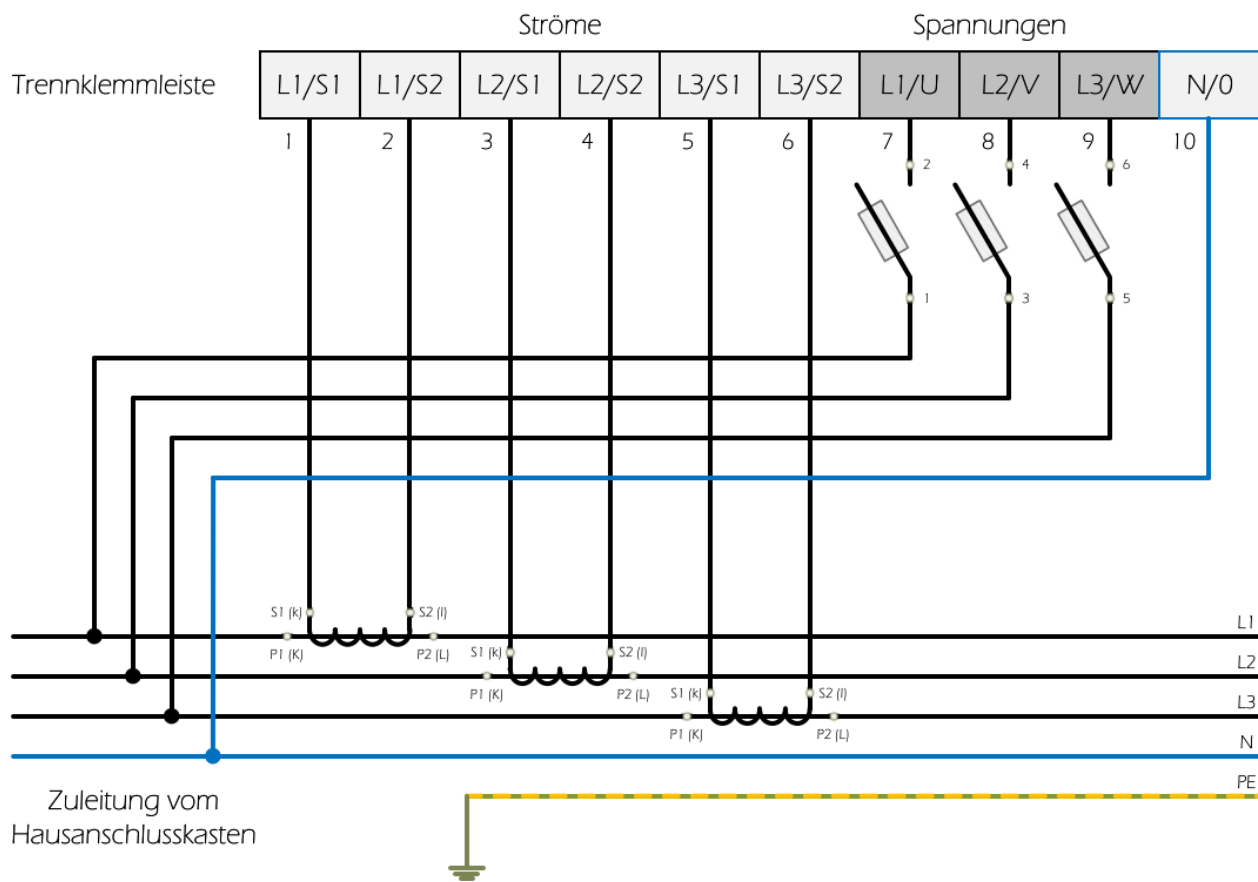 Ströme Spannungen
Trennklemmleiste L1/S1 L1/S2 L2/S1 L2/S2 L3/S1 L3/S2 L1/U L2/V L3/W N/0
1 2 3 4 5 6 7 8 9 10
2 4 6
1 3 5
S1 (k) S2 (l)
L1
P1 (K) P2 (L)
S1 (k) S2 (l)
L2
P1 (K) P2 (L)
S1 (k) S2 (l)
L3
P1 (K) P2 (L)
N
PE
Zuleitung vom
Hausanschlusskasten